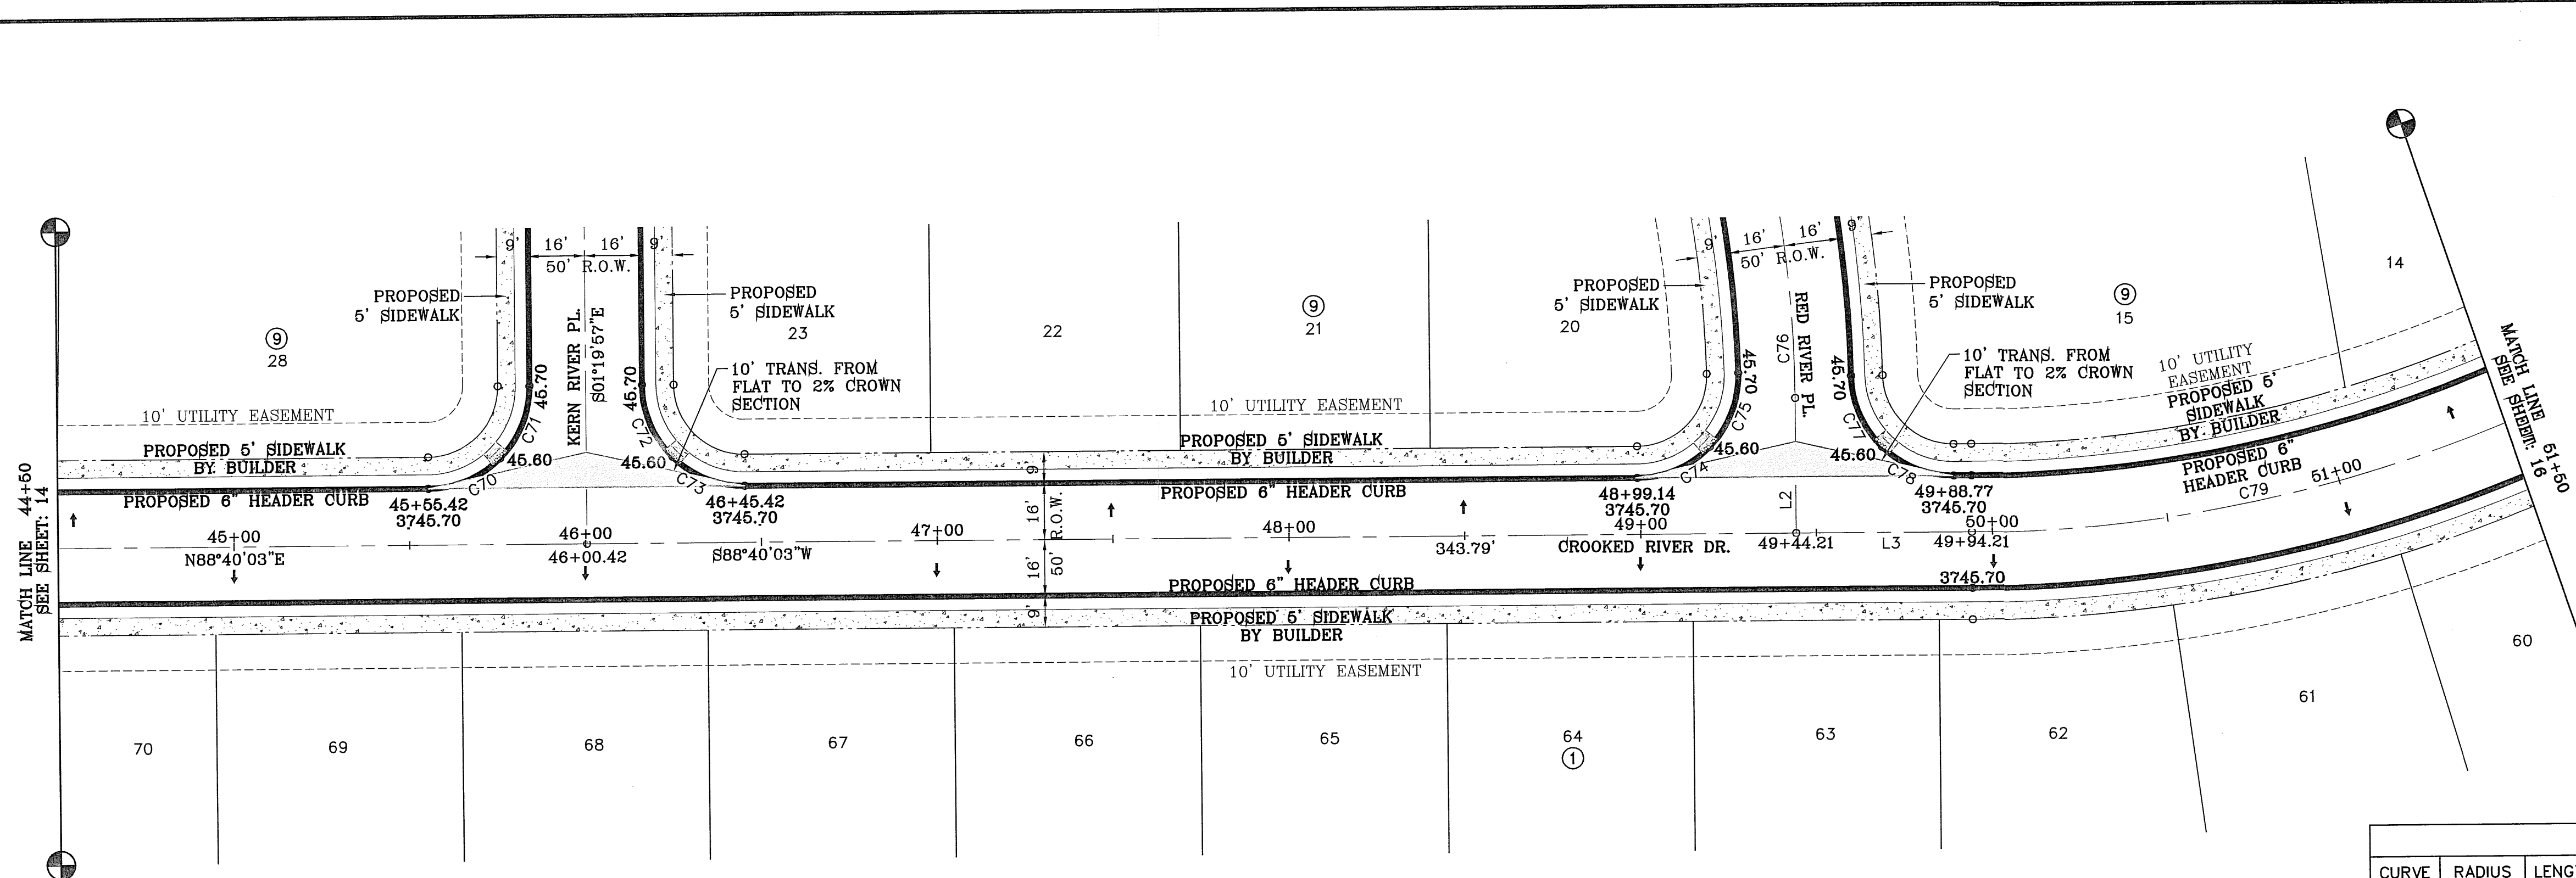 MATCH LINE 44+50
SEE SHEET: 14
9'
16'
16'
9'
50' R.O.W.
PROPOSED
5' SIDEWALK
PROPOSED
5' SIDEWALK
KERN RIVER PL.
S01°19'57"E
9
28
23
22
9
21
20
10' TRANS. FROM
FLAT TO 2% CROWN
SECTION
45.70
45.70
C71
C72
45.60
45.60
C70
C73
10' UTILITY EASEMENT
PROPOSED 5' SIDEWALK
BY BUILDER
PROPOSED 6" HEADER CURB
45+55.42
3745.70
46+45.42
3745.70
45+00
N88°40'03"E
46+00
46+00.42
S88°40'03"W
47+00
10' UTILITY EASEMENT
PROPOSED 5' SIDEWALK
BY BUILDER
PROPOSED 6" HEADER CURB
9'
16'
16'
9'
50' R.O.W.
48+00
343.79'
48+99.14
3745.70
49+00
CROOKED RIVER DR.
49+44.21
L2
L3
49+88.77
3745.70
50+00
49+94.21
3745.70
9'
16'
16'
9'
50' R.O.W.
PROPOSED
5' SIDEWALK
PROPOSED
5' SIDEWALK
RED RIVER PL.
C76
45.70
45.70
C75
C77
45.60
45.60
C74
C78
10' TRANS. FROM
FLAT TO 2% CROWN
SECTION
9
15
14
10' UTILITY
EASEMENT
PROPOSED 5'
SIDEWALK
BY BUILDER
PROPOSED 6"
HEADER CURB
C79
51+00
MATCH LINE 51+50
SEE SHEET: 16
PROPOSED 6" HEADER CURB
PROPOSED 5' SIDEWALK
BY BUILDER
10' UTILITY EASEMENT
70
69
68
67
66
65
64
1
63
62
61
60
CURVE RADIUS